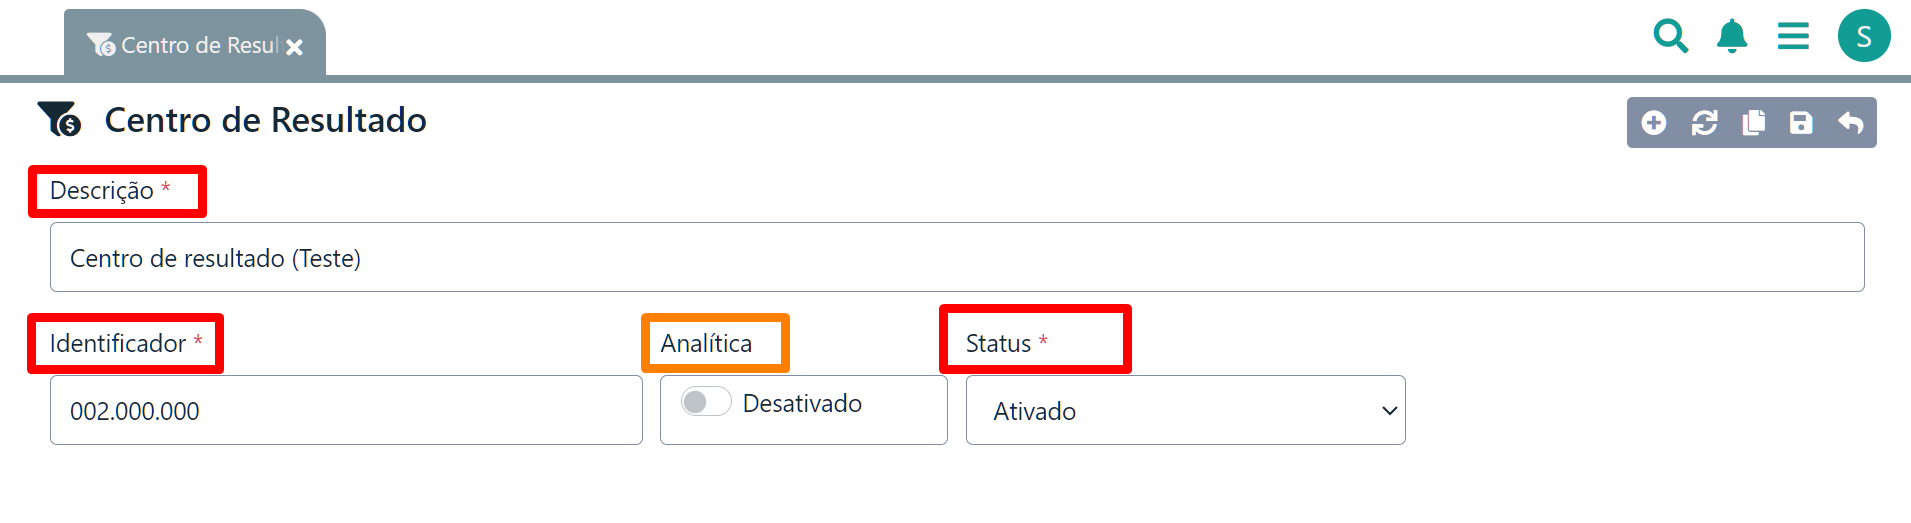 Centro de Resul
S
Centro de Resultado
Descrição *
Centro de resultado (Teste)
Identificador * Analítica Status *
002.000.000 Desativado Ativado